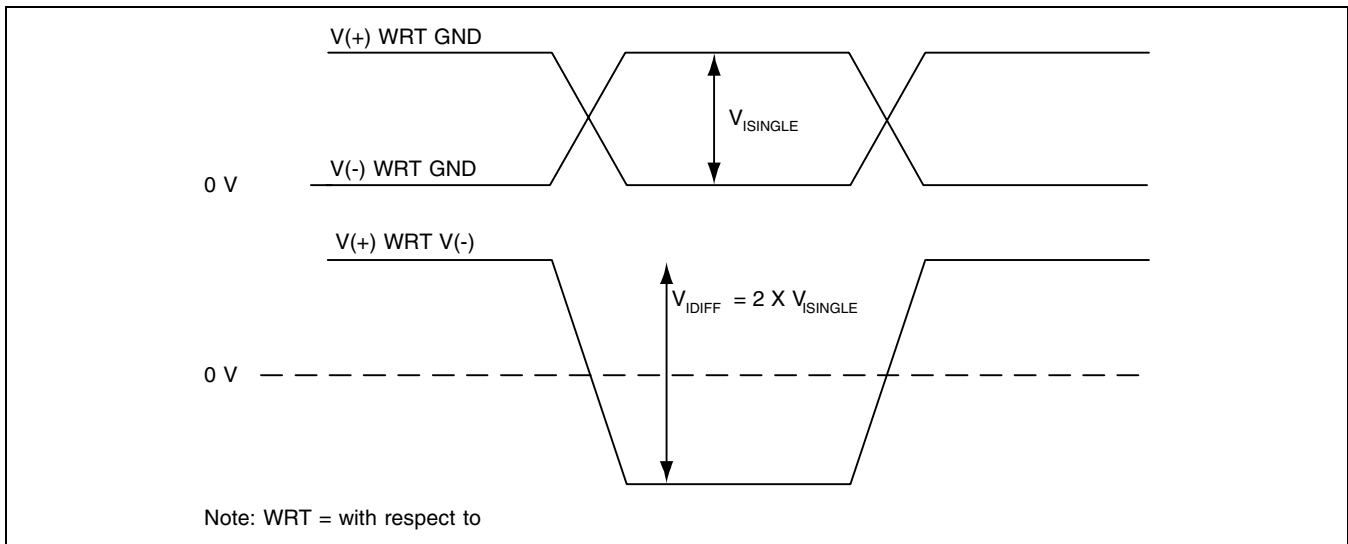 V(+) WRT GND
V_ISINGLE
V(-) WRT GND
0 V
V(+) WRT V(-)
V_IDIFF = 2 X V_ISINGLE
0 V
Note: WRT = with respect to